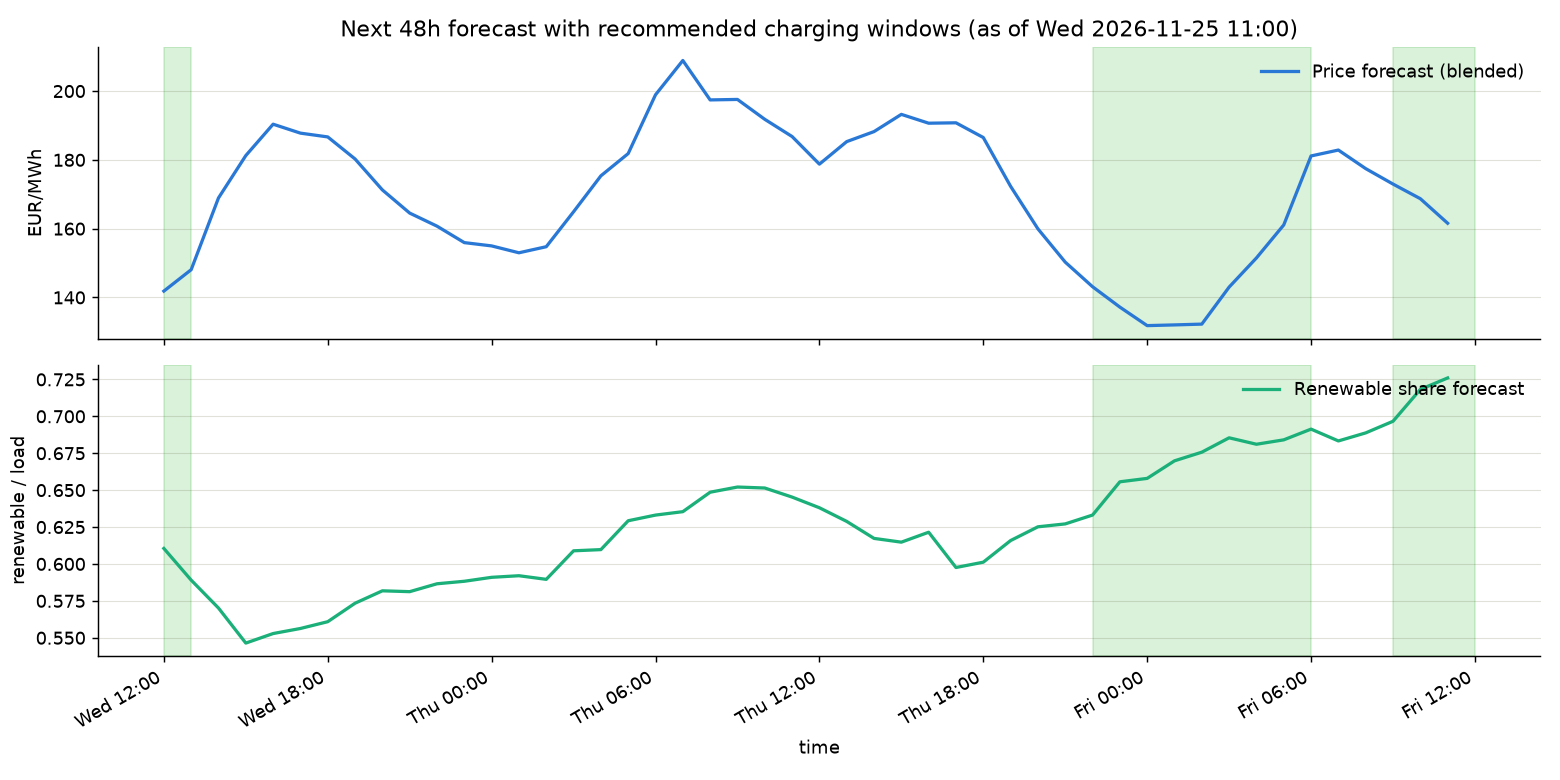 Next 48h forecast with recommended charging windows (as of Wed 2026-11-25 11:00)
Price forecast (blended)
EUR/MWh
200
180
160
140
Renewable share forecast
renewable / load
0.725
0.700
0.675
0.650
0.625
0.600
0.575
0.550
Wed 12:00
Wed 18:00
Thu 00:00
Thu 06:00
Thu 12:00
Thu 18:00
Fri 00:00
Fri 06:00
Fri 12:00
time